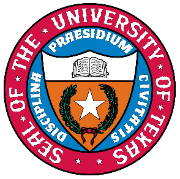 SEAL OF THE UNIVERSITY OF TEXAS
PRAESIDIUM
DISCIPLINA
CIVITATIS